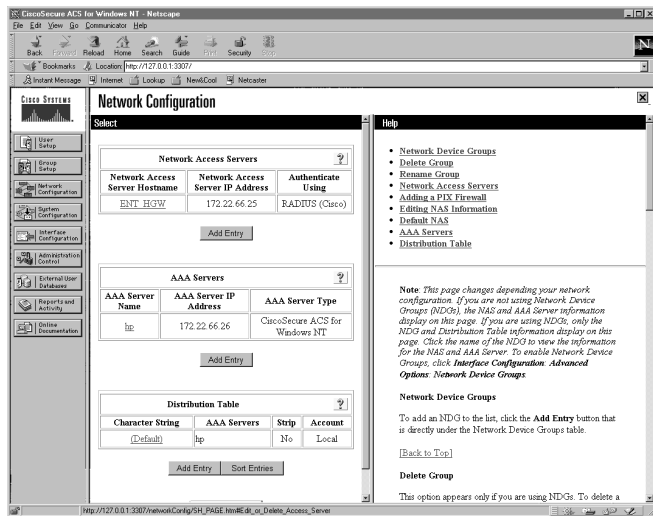 CiscoSecure ACS for Windows NT - Netscape
File Edit View Go Communicator Help
Back Forward Reload Home Search Guide Print Security Stop
N
Bookmarks Location: http://127.0.0.1:3307/
Instant Message Internet Lookup New&Cool Netcaster
CISCO SYSTEMS
User Setup
Group Setup
Network Configuration
System Configuration
Interface Configuration
Administration Control
External User Databases
Reports and Activity
Online Documentation
Network Configuration
X
Select
Network Access Servers ?
Network Access Server Hostname
Network Access Server IP Address
Authenticate Using
ENT_HGW 172.22.66.25 RADIUS (Cisco)
Add Entry
AAA Servers ?
AAA Server Name
AAA Server IP Address
AAA Server Type
hp 172.22.66.26 CiscoSecure ACS for Windows NT
Add Entry
Distribution Table ?
Character String AAA Servers Strip Account
(Default) hp No Local
Add Entry Sort Entries
Help
• Network Device Groups
• Delete Group
• Rename Group
• Network Access Servers
• Adding a PIX Firewall
• Editing NAS Information
• Default NAS
• AAA Servers
• Distribution Table
Note: This page changes depending your network
configuration. If you are not using Network Device
Groups (NDGs), the NAS and AAA Server information
display on this page. If you are using NDGs, only the
NDG and Distribution Table information display on this
page. Click the name of the NDG to view the information
for the NAS and AAA Server. To enable Network Device
Groups, click Interface Configuration: Advanced
Options: Network Device Groups.
Network Device Groups
To add an NDG to the list, click the Add Entry button that
is directly under the Network Device Groups table.
[Back to Top]
Delete Group
This option appears only if you are using NDGs. To delete a
http://127.0.0.1:3307/networkConfig/SH_PAGE.htm#Edit_or_Delete_Access_Server